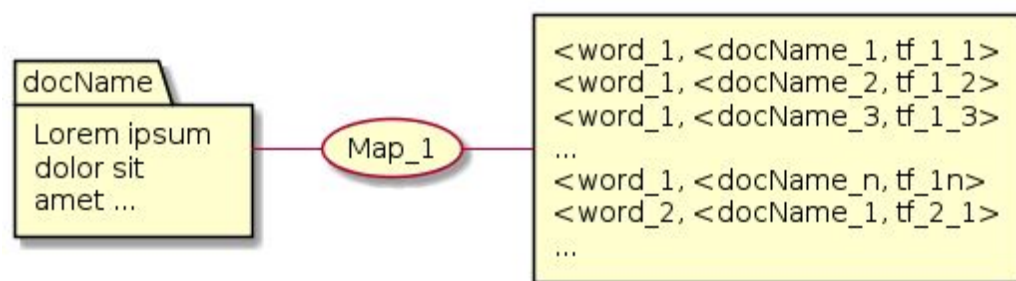 docName
Lorem ipsum
dolor sit
amet ...
Map_1
<word_1, <docName_1, tf_1_1>
<word_1, <docName_2, tf_1_2>
<word_1, <docName_3, tf_1_3>
...
<word_1, <docName_n, tf_1n>
<word_2, <docName_1, tf_2_1>
...